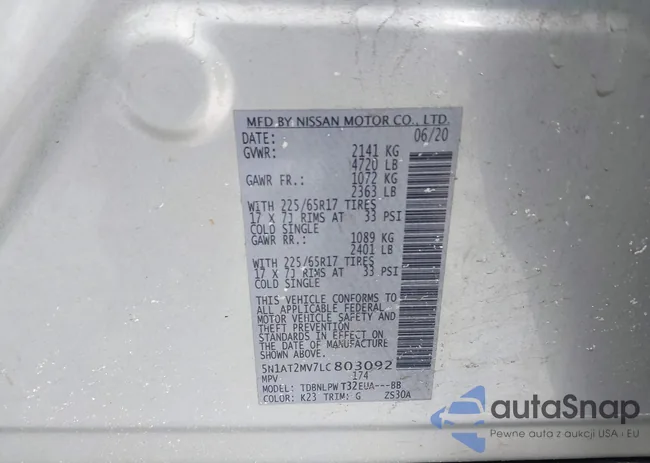 MFD BY NISSAN MOTOR CO., LTD.
DATE: 06/20
GVWR: 2141 KG
4720 LB
GAWR FR.: 1072 KG
2363 LB
WITH 225/65R17 TIRES
17 X 7J RIMS AT 33 PSI
COLD SINGLE
GAWR RR.: 1089 KG
2401 LB
WITH 225/65R17 TIRES
17 X 7J RIMS AT 33 PSI
COLD SINGLE
THIS VEHICLE CONFORMS TO
ALL APPLICABLE FEDERAL
MOTOR VEHICLE SAFETY AND
THEFT PREVENTION
STANDARDS IN EFFECT ON
THE DATE OF MANUFACTURE
SHOWN ABOVE.
5N1AT2MV7LC803092
MPV 174
MODEL: TDBNLPW T32EUA---BB
COLOR: K23 TRIM: G ZS30A
autaSnap
Pewne auta z aukcji USA i EU